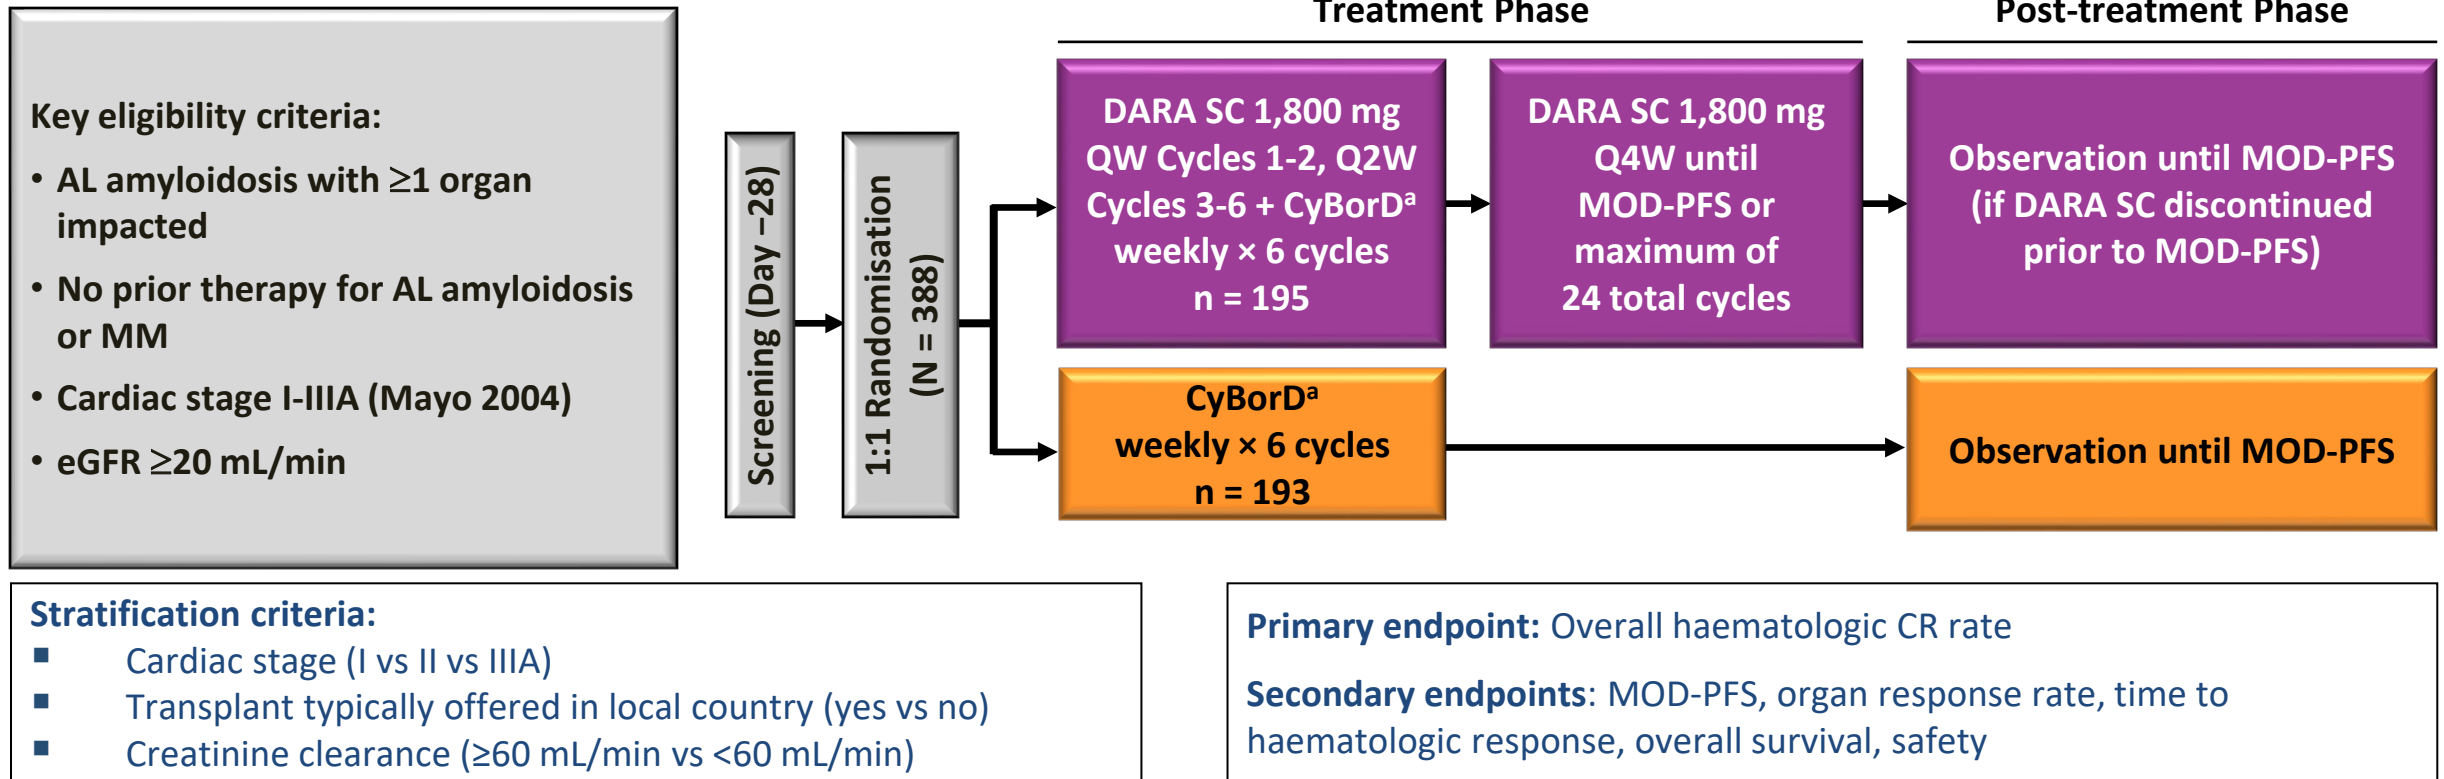 Key eligibility criteria:
• AL amyloidosis with ≥1 organ
impacted
• No prior therapy for AL amyloidosis
or MM
• Cardiac stage I-IIIA (Mayo 2004)
• eGFR ≥20 mL/min
Screening (Day –28)
1:1 Randomisation
(N = 388)
Treatment Phase
DARA SC 1,800 mg
QW Cycles 1-2, Q2W
Cycles 3-6 + CyBorDᵃ
weekly × 6 cycles
n = 195
DARA SC 1,800 mg
Q4W until
MOD-PFS or
maximum of
24 total cycles
CyBorDᵃ
weekly × 6 cycles
n = 193
Post-treatment Phase
Observation until MOD-PFS
(if DARA SC discontinued
prior to MOD-PFS)
Observation until MOD-PFS
Stratification criteria:
▪ Cardiac stage (I vs II vs IIIA)
▪ Transplant typically offered in local country (yes vs no)
▪ Creatinine clearance (≥60 mL/min vs <60 mL/min)
Primary endpoint: Overall haematologic CR rate
Secondary endpoints: MOD-PFS, organ response rate, time to
haematologic response, overall survival, safety